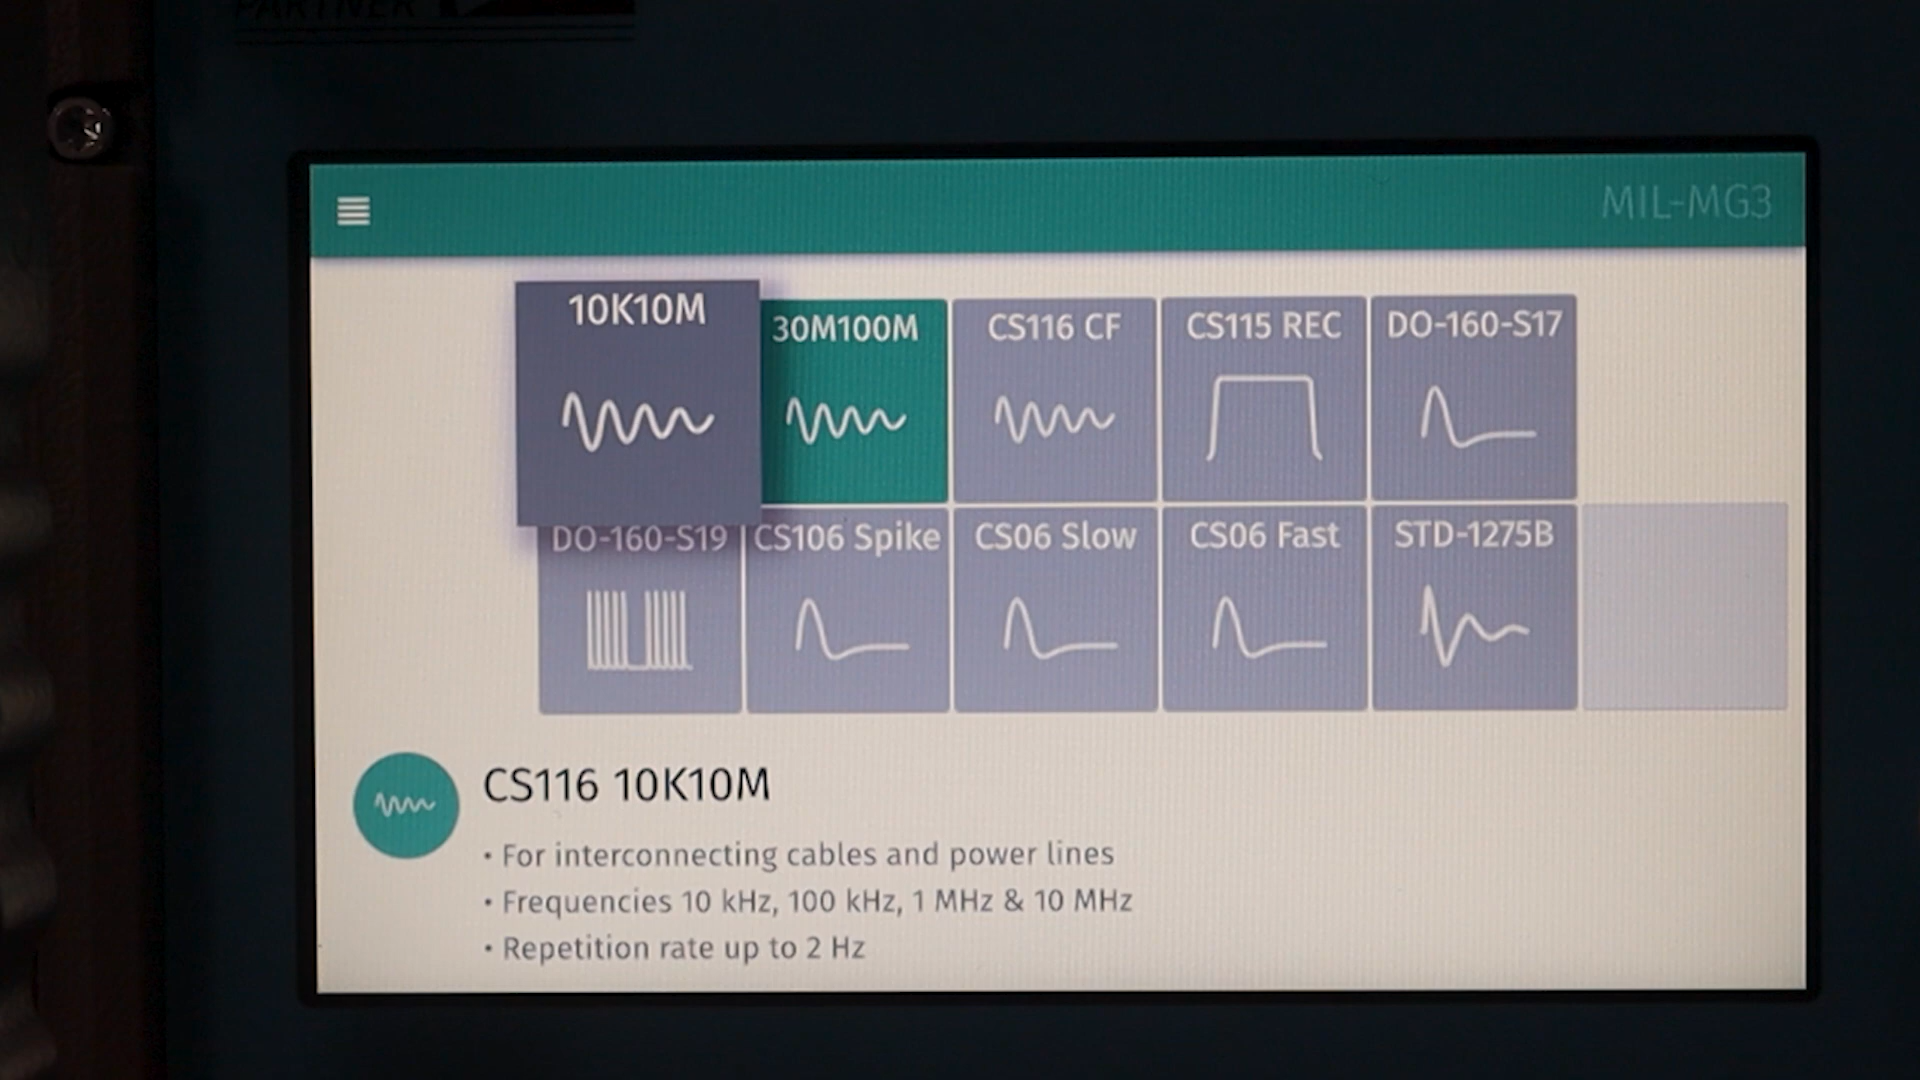 PARTNER
MIL-MG3
10K10M
30M100M
CS116 CF
CS115 REC
DO-160-S17
DO-160-S19
CS106 Spike
CS06 Slow
CS06 Fast
STD-1275B
CS116 10K10M
• For interconnecting cables and power lines
• Frequencies 10 kHz, 100 kHz, 1 MHz & 10 MHz
• Repetition rate up to 2 Hz